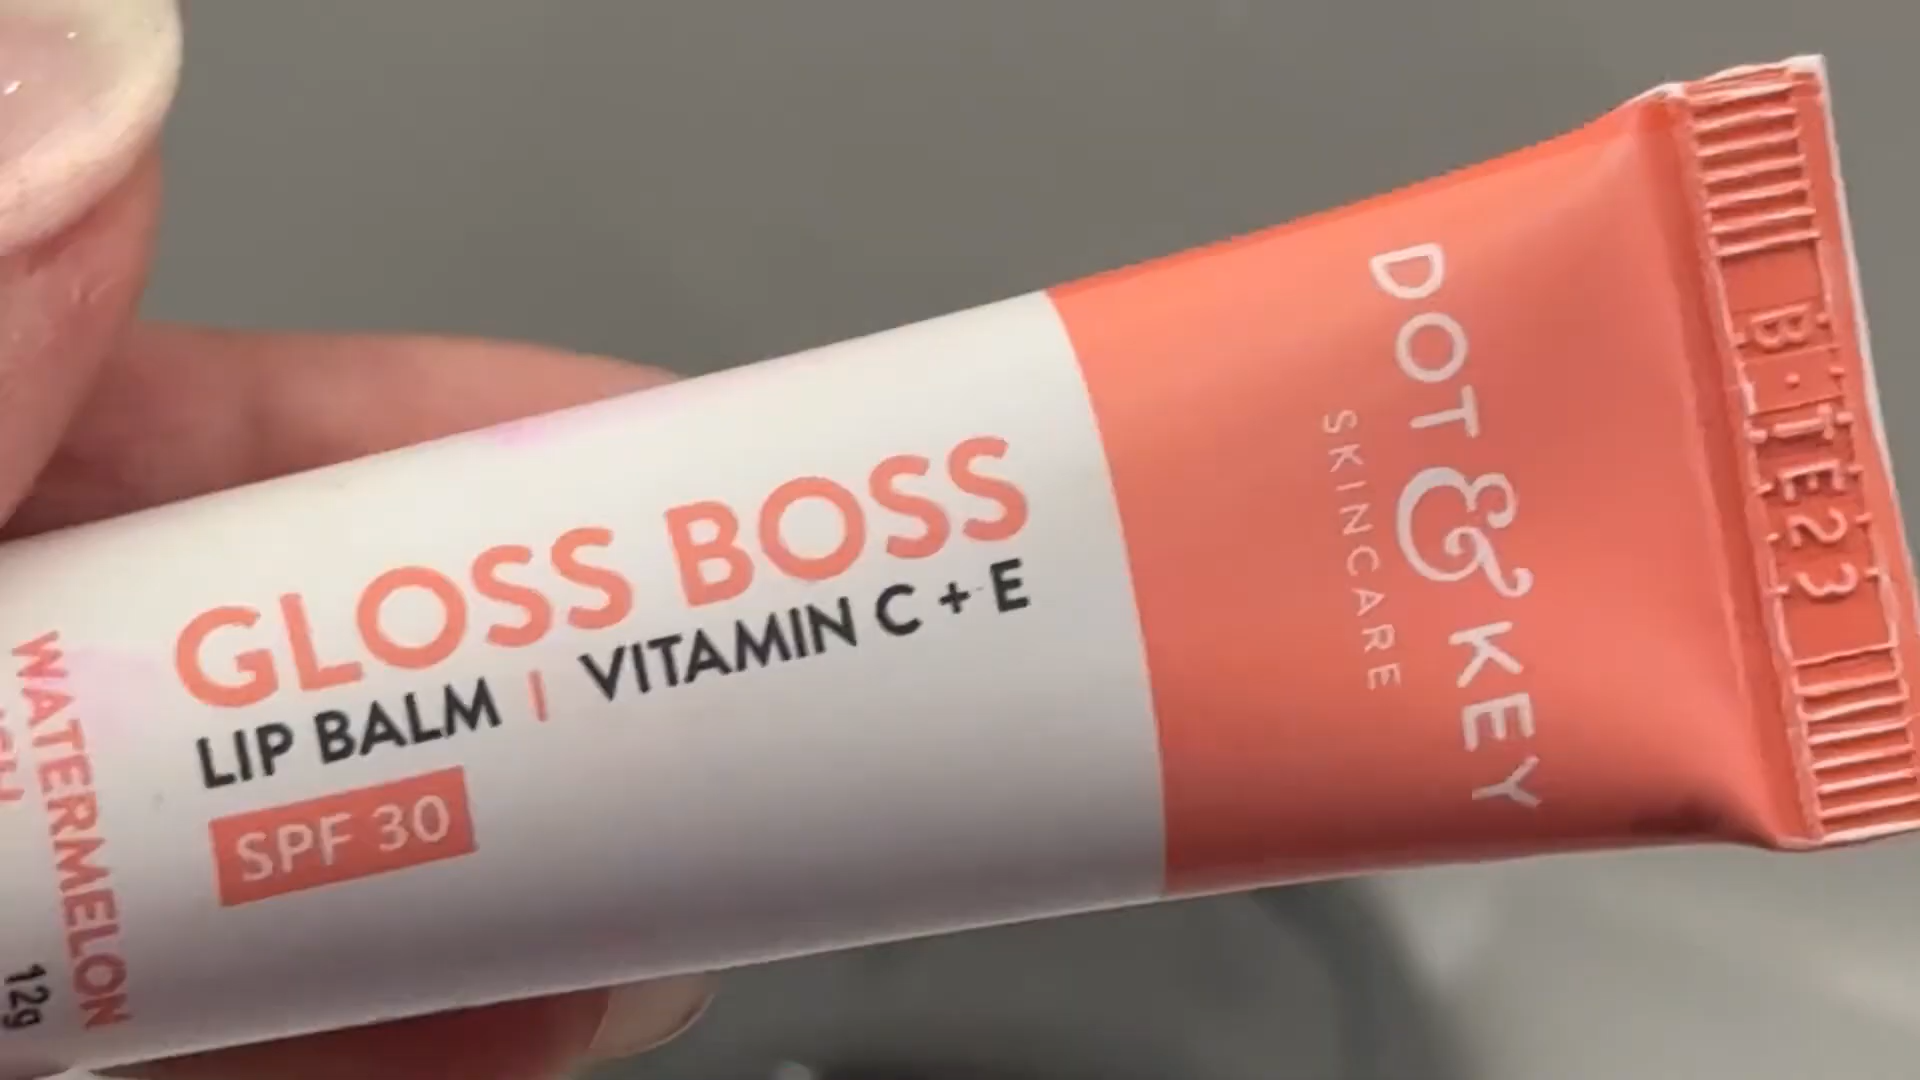 GLOSS BOSS
LIP BALM | VITAMIN C + E
SPF 30
WATERMELON
12g
DOT & KEY
SKINCARE
B.TE23